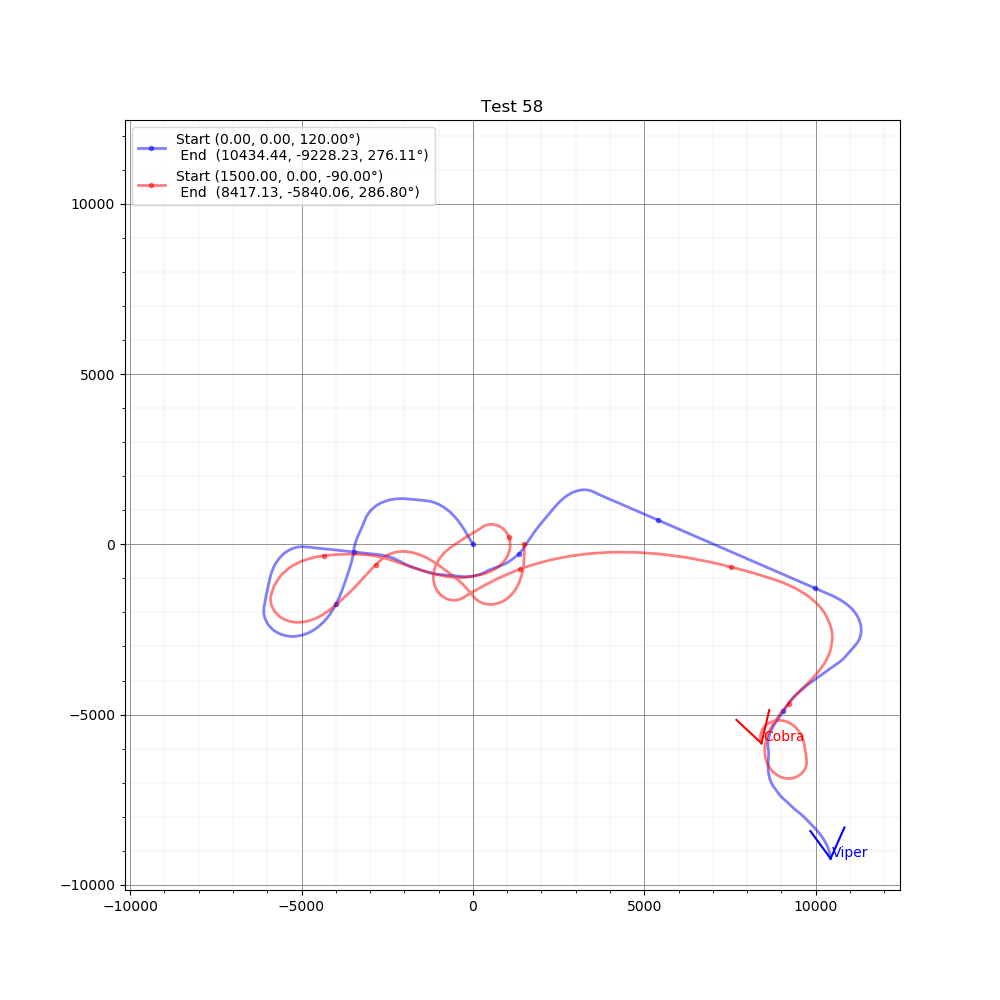 Test 58
Start (0.00, 0.00, 120.00°)
End  (10434.44, -9228.23, 276.11°)
Start (1500.00, 0.00, -90.00°)
End  (8417.13, -5840.06, 286.80°)
10000
5000
0
−5000
−10000
Cobra
Viper
−10000
−5000
0
5000
10000